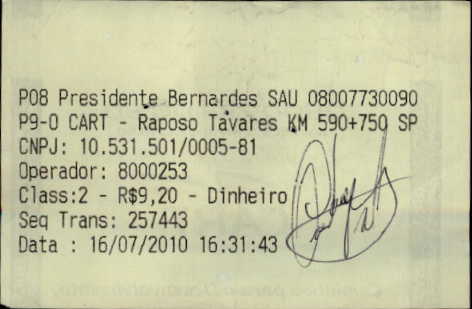 P08 Presidente Bernardes SAU 08007730090
P9-O CART - Raposo Tavares KM 590+750 SP
CNPJ: 10.531.501/0005-81
Operador: 8000253
Class:2 - R$9,20 - Dinheiro
Seq Trans: 257443
Data : 16/07/2010 16:31:43